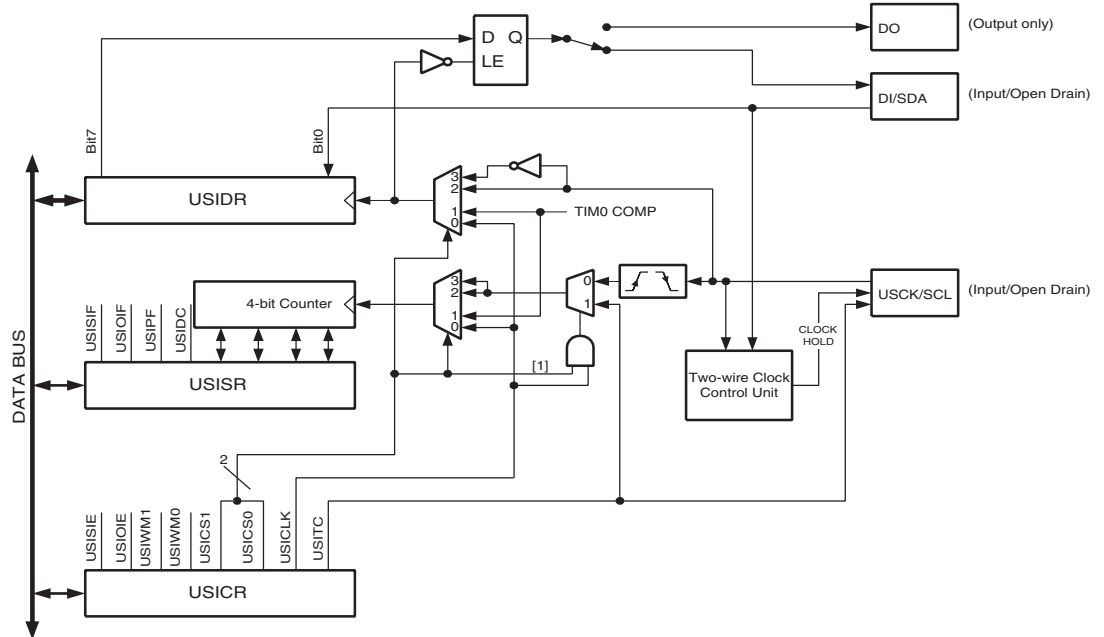 DO
(Output only)
D Q
LE
DI/SDA
(Input/Open Drain)
Bit7
Bit0
USIDR
3
2
1
0
TIM0 COMP
4-bit Counter
3
2
1
0
0
1
USCK/SCL
(Input/Open Drain)
CLOCK
HOLD
USISIF
USIOIF
USIPF
USIDC
[1]
USISR
Two-wire Clock
Control Unit
DATA BUS
2
USISIE
USIOIE
USIWM1
USIWM0
USICS1
USICS0
USICLK
USITC
USICR